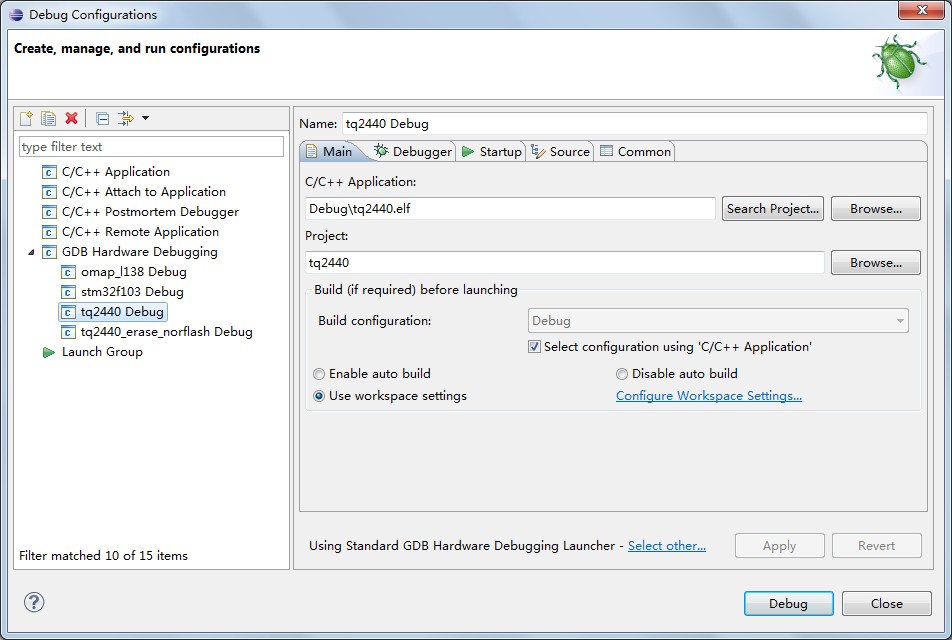 Debug Configurations
Create, manage, and run configurations
type filter text
C/C++ Application
C/C++ Attach to Application
C/C++ Postmortem Debugger
C/C++ Remote Application
GDB Hardware Debugging
omap_l138 Debug
stm32f103 Debug
tq2440 Debug
tq2440_erase_norflash Debug
Launch Group
Filter matched 10 of 15 items
Name: tq2440 Debug
Main Debugger Startup Source Common
C/C++ Application:
Debug\tq2440.elf Search Project... Browse...
Project:
tq2440 Browse...
Build (if required) before launching
Build configuration: Debug
Select configuration using 'C/C++ Application'
Enable auto build Disable auto build
Use workspace settings Configure Workspace Settings...
Using Standard GDB Hardware Debugging Launcher - Select other... Apply Revert
? Debug Close